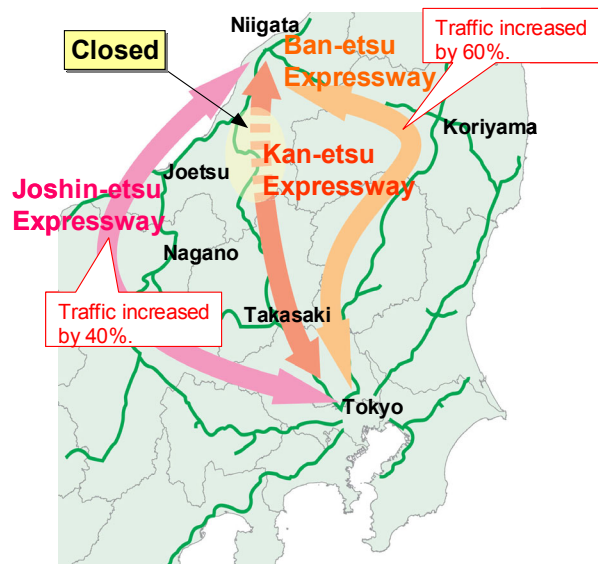 Niigata
Ban-etsu
Expressway
Traffic increased
by 60%.
Closed
Koriyama
Kan-etsu
Expressway
Joetsu
Joshin-etsu
Expressway
Nagano
Traffic increased
by 40%.
Takasaki
Tokyo